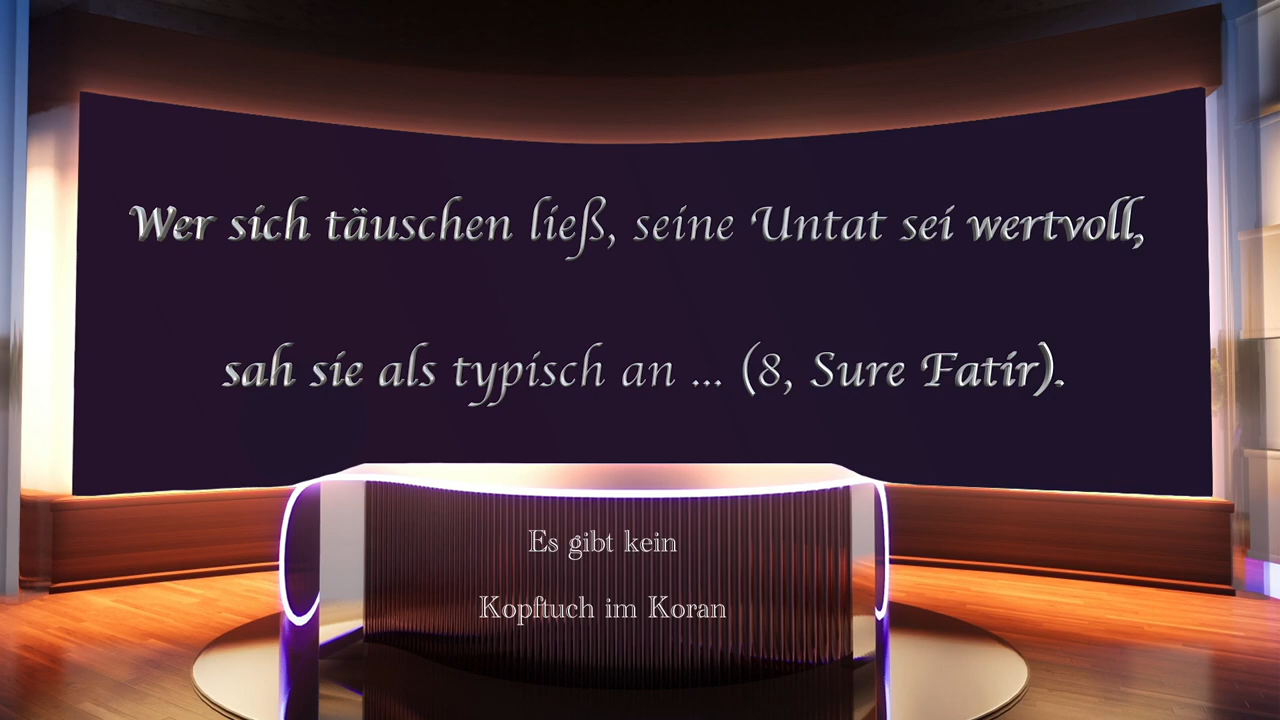 Wer sich täuschen ließ, seine Untat sei wertvoll,
sah sie als typisch an ... (8, Sure Fatir).
Es gibt kein
Kopftuch im Koran